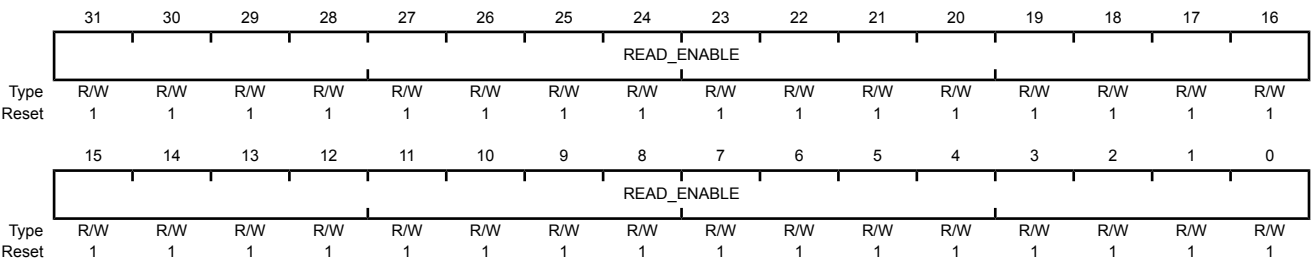 31 30 29 28 27 26 25 24 23 22 21 20 19 18 17 16
READ_ENABLE
Type R/W R/W R/W R/W R/W R/W R/W R/W R/W R/W R/W R/W R/W R/W R/W R/W
Reset 1 1 1 1 1 1 1 1 1 1 1 1 1 1 1 1
15 14 13 12 11 10 9 8 7 6 5 4 3 2 1 0
READ_ENABLE
Type R/W R/W R/W R/W R/W R/W R/W R/W R/W R/W R/W R/W R/W R/W R/W R/W
Reset 1 1 1 1 1 1 1 1 1 1 1 1 1 1 1 1